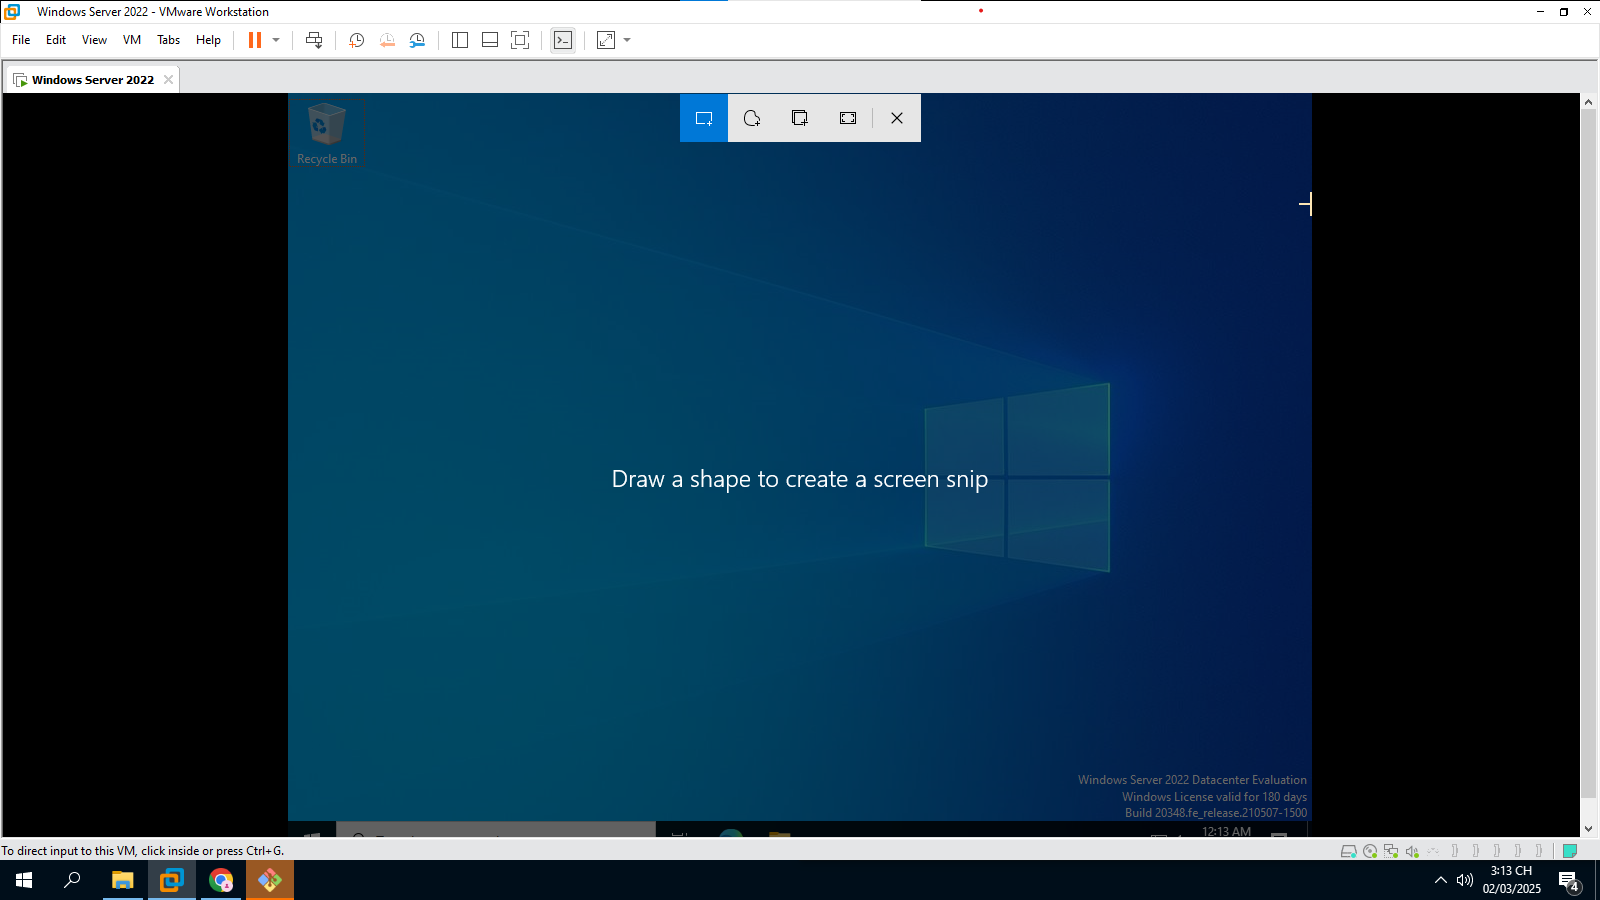 Windows Server 2022 - VMware Workstation
File Edit View VM Tabs Help
Windows Server 2022
Recycle Bin
Draw a shape to create a screen snip
Windows Server 2022 Datacenter Evaluation
Windows License valid for 180 days
Build 20348.fe_release.210507-1500
12:13 AM
To direct input to this VM, click inside or press Ctrl+G.
3:13 CH
02/03/2025
4